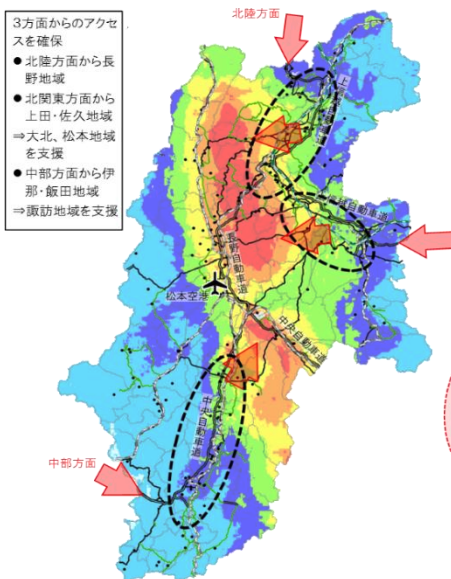 3方面からのアクセ
スを確保
● 北陸方面から長
野地域
● 北関東方面から
上田・佐久地域
⇒大北、松本地域
を支援
● 中部方面から伊
那・飯田地域
⇒諏訪地域を支援
北陸方面
上
自動車道
長野自動車道
松本空港
中央自動車道
中央自動車道
中部方面